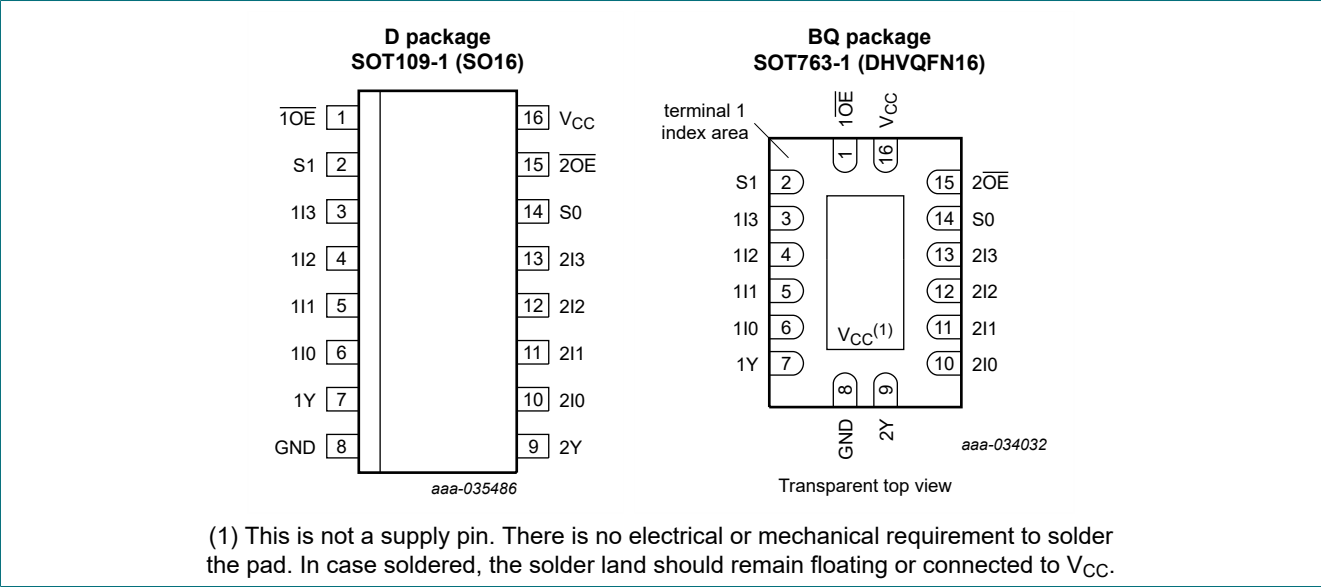 D package
SOT109-1 (SO16)
1̅O̅E̅ 1
S1 2
1I3 3
1I2 4
1I1 5
1I0 6
1Y 7
GND 8
16 VCC
15 2̅O̅E̅
14 S0
13 2I3
12 2I2
11 2I1
10 2I0
9 2Y
aaa-035486
BQ package
SOT763-1 (DHVQFN16)
terminal 1
index area
1O̅E̅
VCC
1
16
S1 2
1I3 3
1I2 4
1I1 5
1I0 6
1Y 7
15 2O̅E̅
14 S0
13 2I3
12 2I2
11 2I1
10 2I0
VCC(1)
8
9
GND
2Y
aaa-034032
Transparent top view
(1) This is not a supply pin. There is no electrical or mechanical requirement to solder
the pad. In case soldered, the solder land should remain floating or connected to VCC.